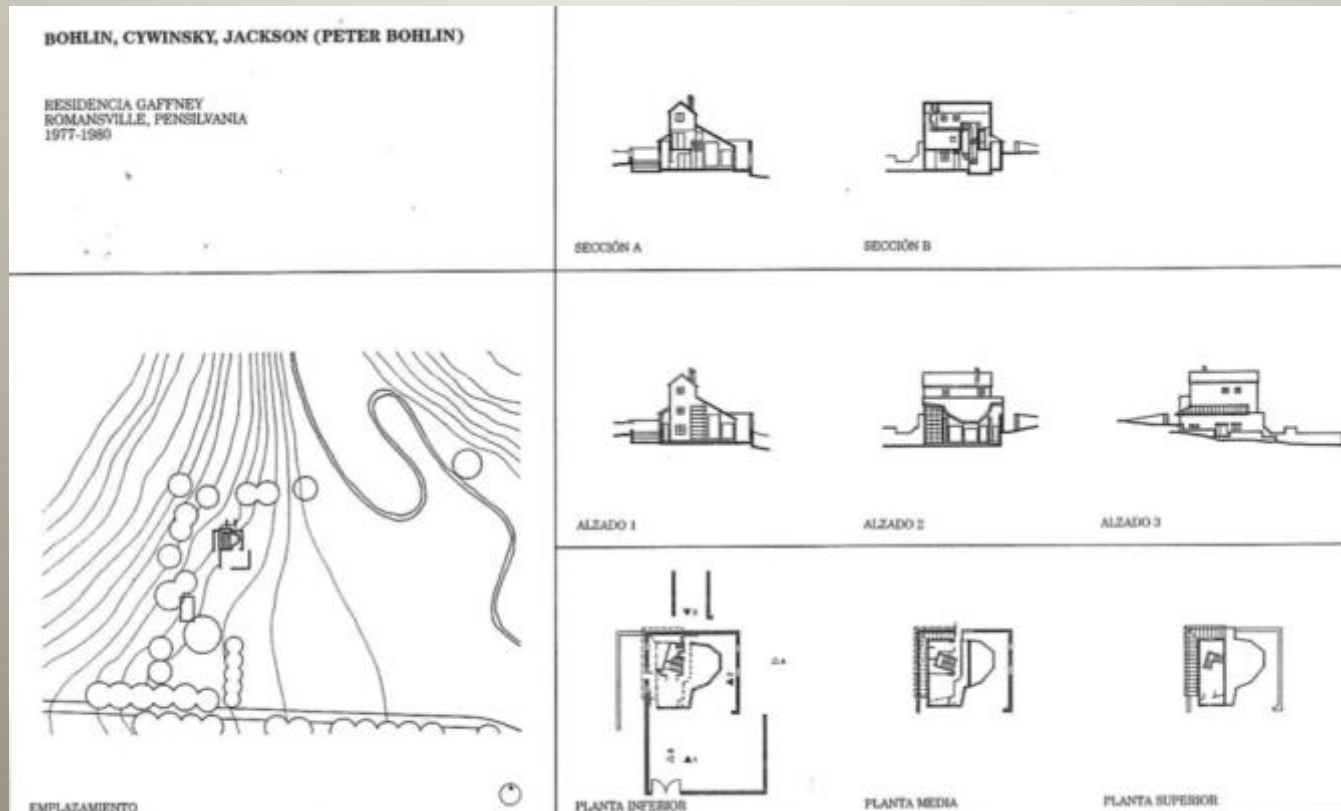 BOHLIN, CYWINSKY, JACKSON (PETER BOHLIN)
RESIDENCIA GAFFNEY
ROMANSVILLE, PENSILVANIA
1977-1980
SECCIÓN A
SECCIÓN B
ALZADO 1
ALZADO 2
ALZADO 3
EMPLAZAMIENTO
PLANTA INFERIOR
PLANTA MEDIA
PLANTA SUPERIOR